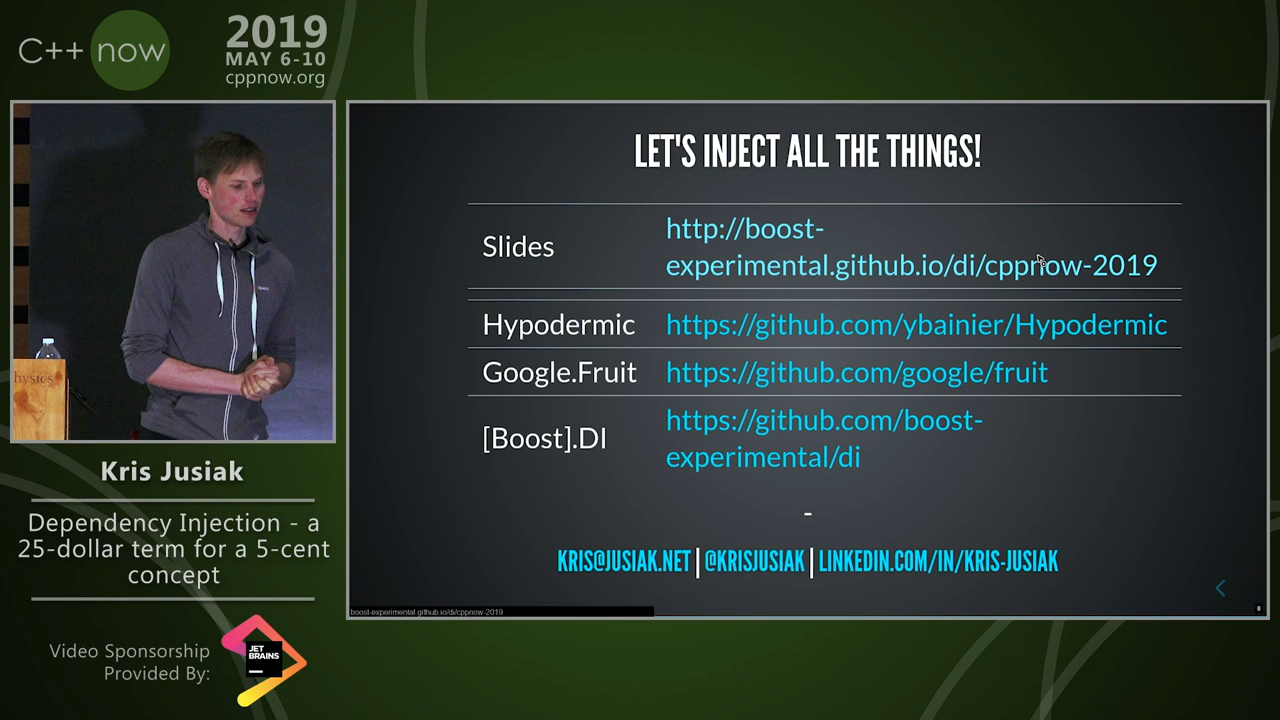 C++ now
2019
MAY 6-10
cppnow.org
LET'S INJECT ALL THE THINGS!
Slides
http://boost-
experimental.github.io/di/cppnow-2019
Hypodermic
https://github.com/ybainier/Hypodermic
Google.Fruit
https://github.com/google/fruit
[Boost].DI
https://github.com/boost-
experimental/di
-
KRIS@JUSIAK.NET | @KRISJUSIAK | LINKEDIN.COM/IN/KRIS-JUSIAK
boost-experimental.github.io/di/cppnow-2019
8
hysics
Kris Jusiak
Dependency Injection - a
25-dollar term for a 5-cent
concept
Video Sponsorship
Provided By:
JET
BRAINS